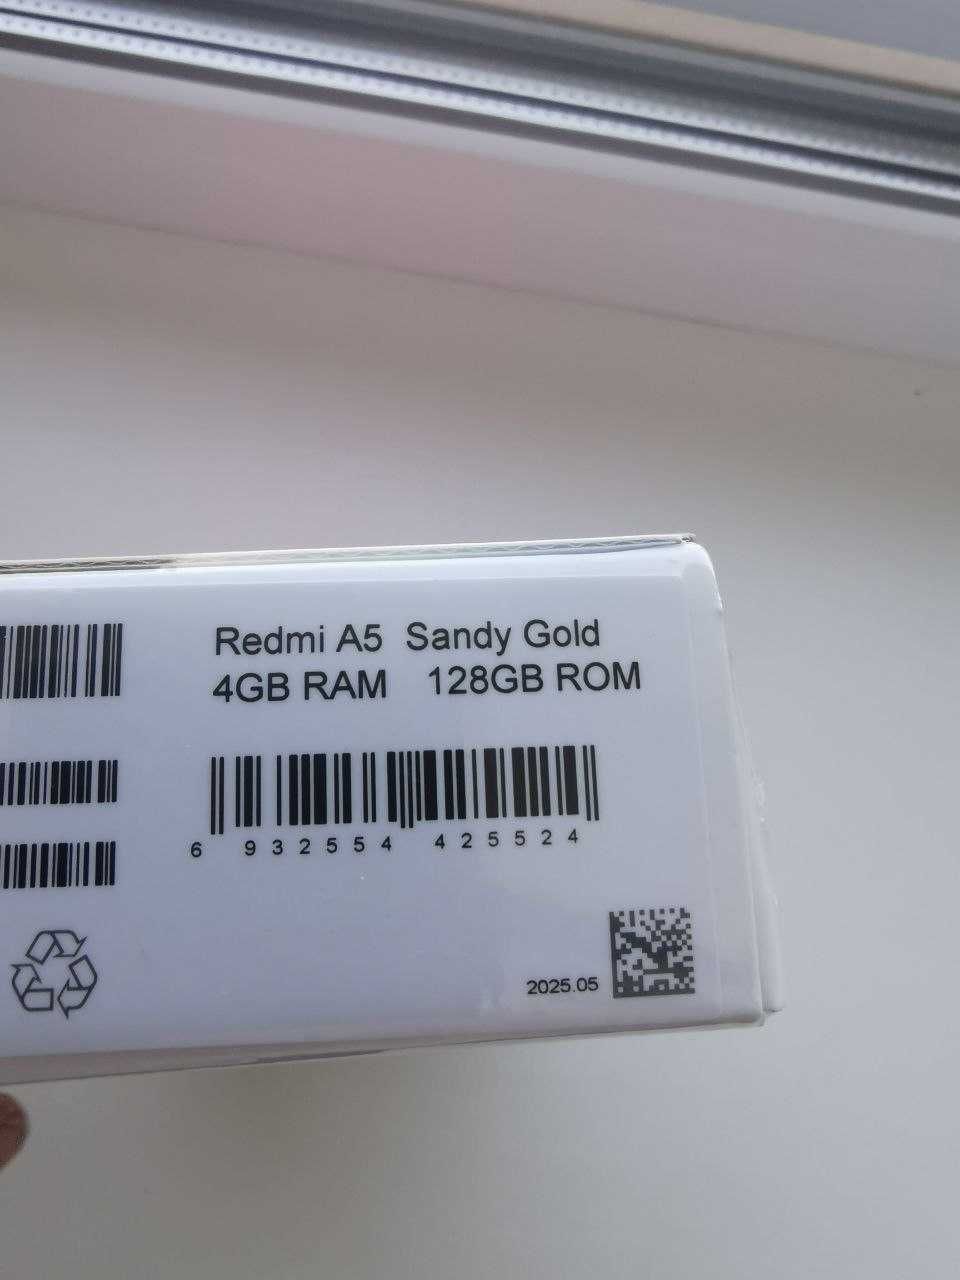 Redmi A5 Sandy Gold
4GB RAM 128GB ROM
6 932554 425524
2025.05